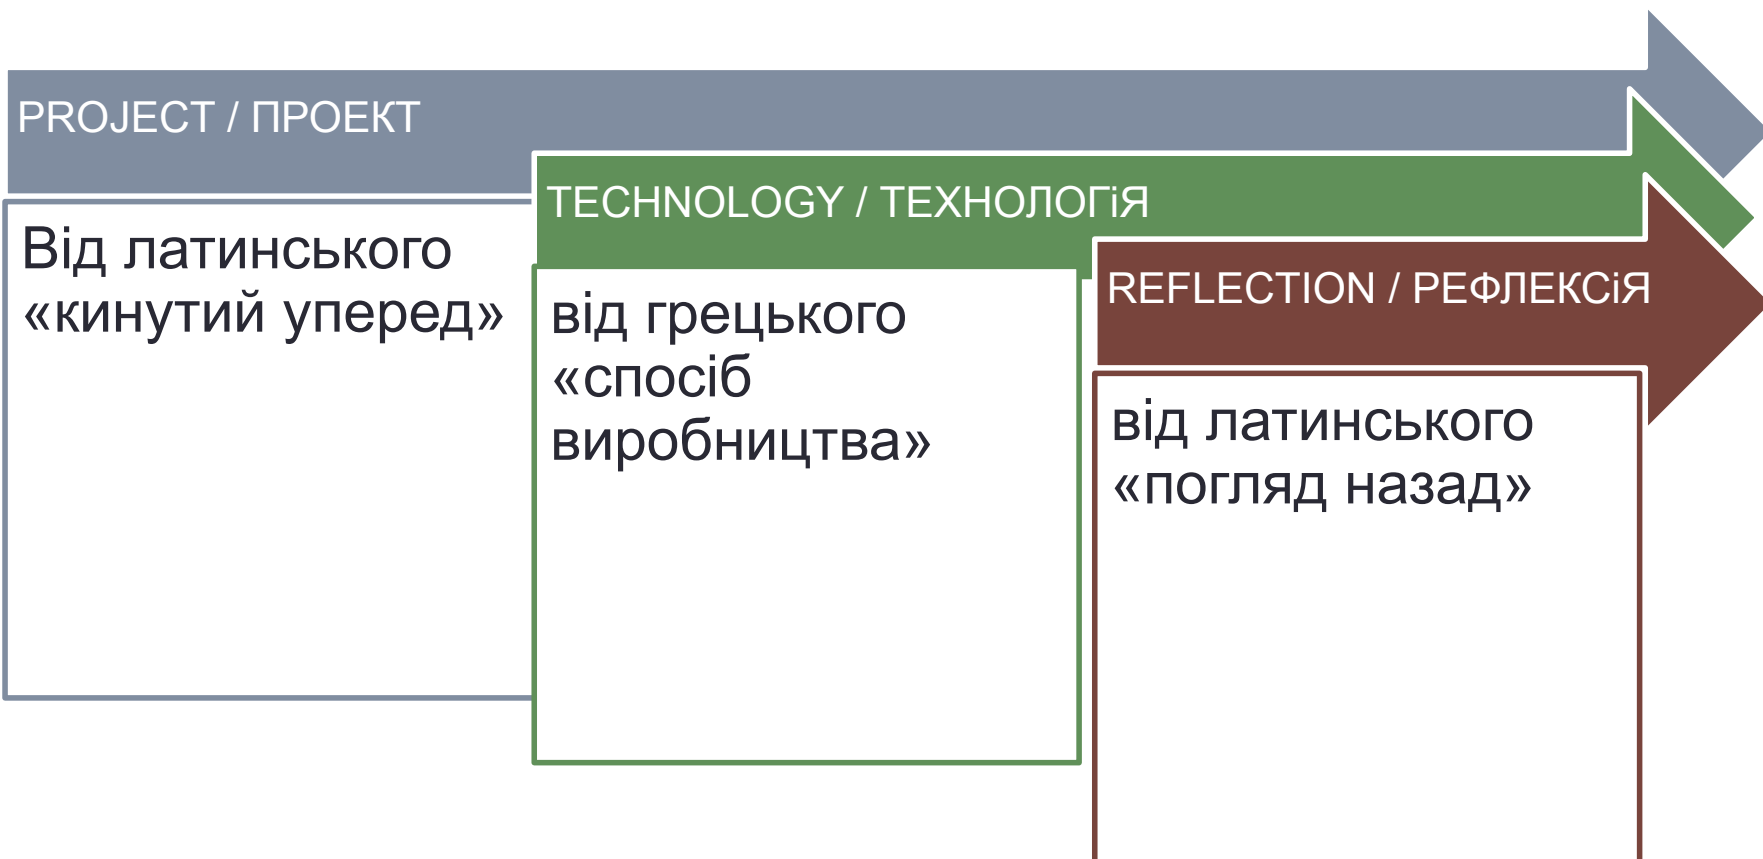 PROJECT / ПРОЕКТ
Від латинського
«кинутий уперед»
TECHNOLOGY / ТЕХНОЛОГіЯ
від грецького
«спосіб
виробництва»
REFLECTION / РЕФЛЕКСіЯ
від латинського
«погляд назад»